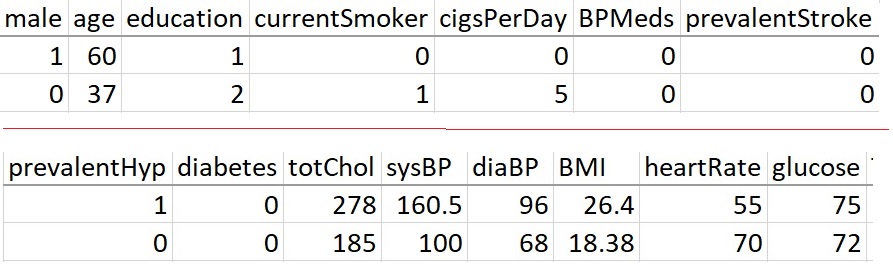 male age education currentSmoker cigsPerDay BPMeds prevalentStroke
1 60 1 0 0 0 0
0 37 2 1 5 0 0
prevalentHyp diabetes totChol sysBP diaBP BMI heartRate glucose
1 0 278 160.5 96 26.4 55 75
0 0 185 100 68 18.38 70 72